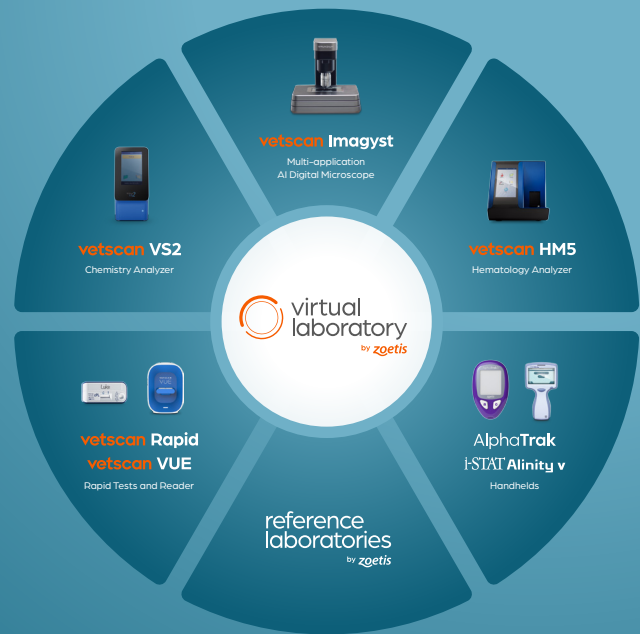 vetscan Imagyst
Multi-application
AI Digital Microscope
vetscan VS2
Chemistry Analyzer
vetscan HM5
Hematology Analyzer
virtual
laboratory
by zoetis
vetscan Rapid
vetscan VUE
Rapid Tests and Reader
AlphaTrak
i-STAT Alinity v
Handhelds
reference
laboratories
by zoetis